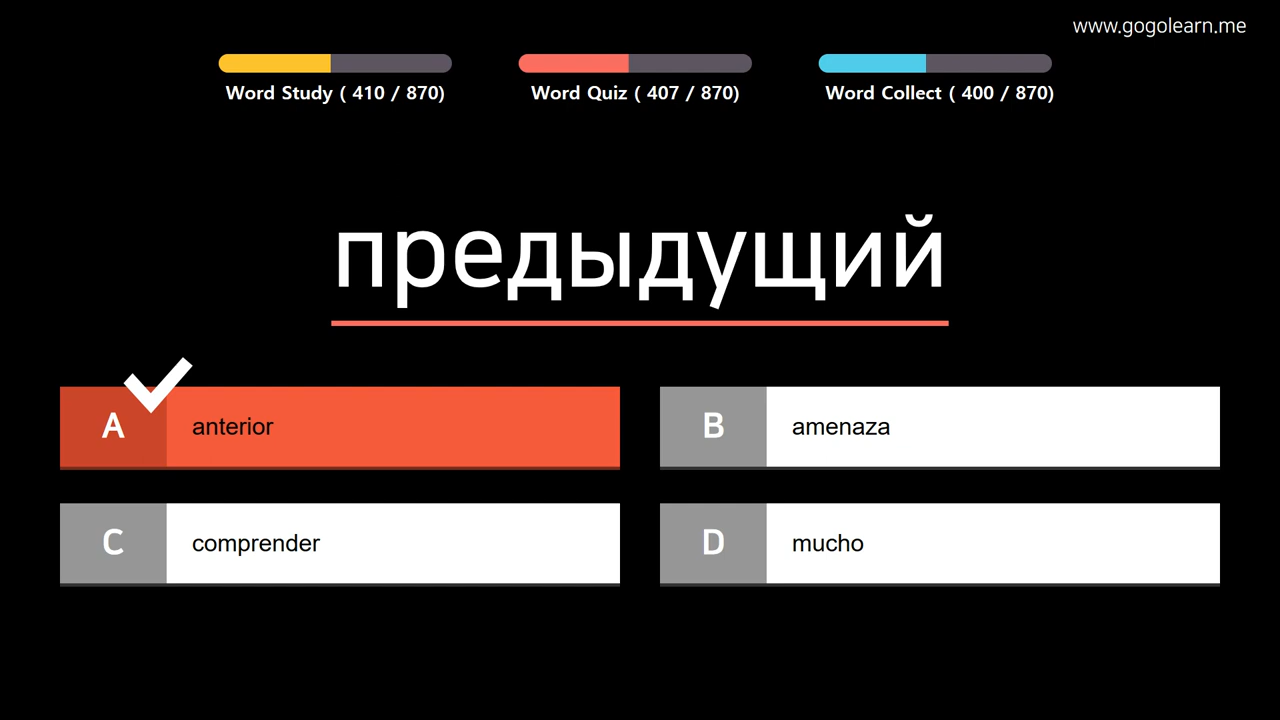 www.gogolearn.me
Word Study ( 410 / 870)
Word Quiz ( 407 / 870)
Word Collect ( 400 / 870)
предыдущий
A anterior
B amenaza
C comprender
D mucho